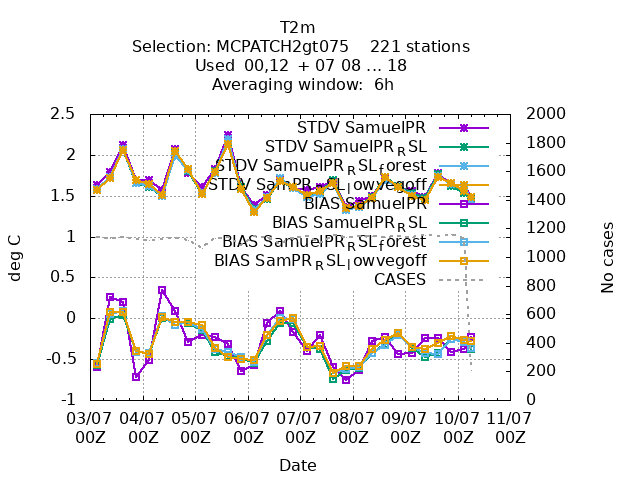 T2m
Selection: MCPATCH2gt075 221 stations
Used 00,12 + 07 08 ... 18
Averaging window: 6h
STDV SamuelPR
STDV SamuelPR_RSL
STDV SamuelPR_RSL_forest
STDV SamPR_RSL_lowvegoff
BIAS SamuelPR
BIAS SamuelPR_RSL
BIAS SamuelPR_RSL_forest
BIAS SamPR_RSL_lowvegoff
CASES
2.5
2
1.5
1
0.5
0
-0.5
-1
deg C
2000
1800
1600
1400
1200
1000
800
600
400
200
0
No cases
03/07 04/07 05/07 06/07 07/07 08/07 09/07 10/07 11/07
00Z 00Z 00Z 00Z 00Z 00Z 00Z 00Z 00Z
Date